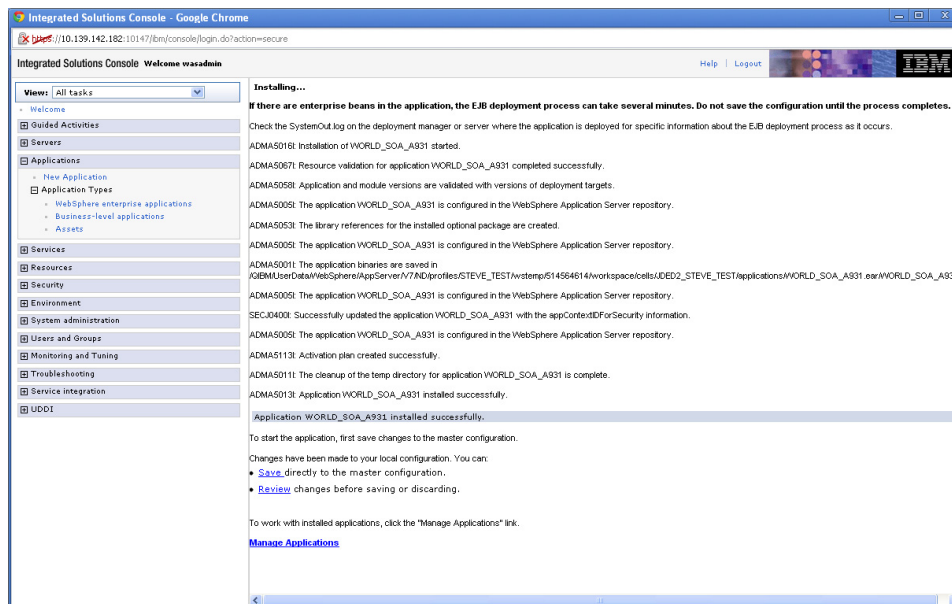 Integrated Solutions Console - Google Chrome
https://10.139.142.182:10147/ibm/console/login.do?action=secure
Integrated Solutions Console Welcome wasadmin
Help | Logout
IBM
View: All tasks
Welcome
Guided Activities
Servers
Applications
New Application
Application Types
WebSphere enterprise applications
Business-level applications
Assets
Services
Resources
Security
Environment
System administration
Users and Groups
Monitoring and Tuning
Troubleshooting
Service integration
UDDI
Installing...
If there are enterprise beans in the application, the EJB deployment process can take several minutes. Do not save the configuration until the process completes.
Check the SystemOut.log on the deployment manager or server where the application is deployed for specific information about the EJB deployment process as it occurs.
ADMA5016I: Installation of WORLD_SOA_A931 started.
ADMA5067I: Resource validation for application WORLD_SOA_A931 completed successfully.
ADMA5058I: Application and module versions are validated with versions of deployment targets.
ADMA5005I: The application WORLD_SOA_A931 is configured in the WebSphere Application Server repository.
ADMA5053I: The library references for the installed optional package are created.
ADMA5005I: The application WORLD_SOA_A931 is configured in the WebSphere Application Server repository.
ADMA5001I: The application binaries are saved in
/QIBM/UserData/WebSphere/AppServer/V7/ND/profiles/STEVE_TEST/wstemp/514564614/workspace/cells/JDED2_STEVE_TEST/applications/WORLD_SOA_A931.ear/WORLD_SOA_A93
ADMA5005I: The application WORLD_SOA_A931 is configured in the WebSphere Application Server repository.
SECJ0400I: Successfully updated the application WORLD_SOA_A931 with the appContextIDForSecurity information.
ADMA5005I: The application WORLD_SOA_A931 is configured in the WebSphere Application Server repository.
ADMA5113I: Activation plan created successfully.
ADMA5011I: The cleanup of the temp directory for application WORLD_SOA_A931 is complete.
ADMA5013I: Application WORLD_SOA_A931 installed successfully.
Application WORLD_SOA_A931 installed successfully.
To start the application, first save changes to the master configuration.
Changes have been made to your local configuration. You can:
• Save directly to the master configuration.
• Review changes before saving or discarding.
To work with installed applications, click the "Manage Applications" link.
Manage Applications